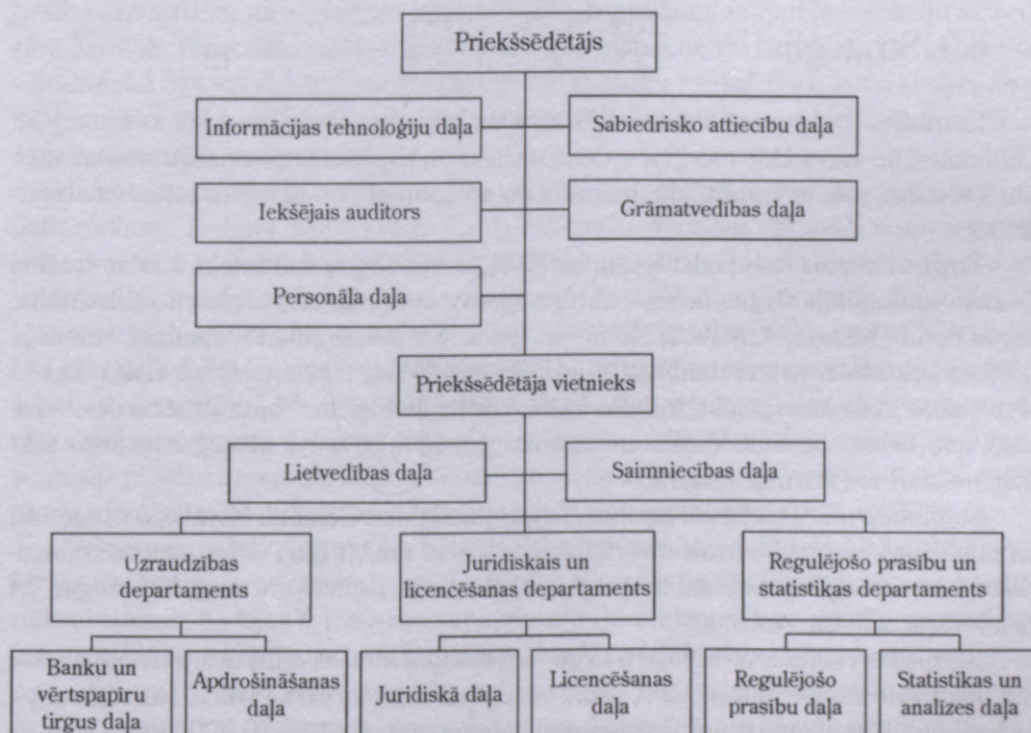 Priekšsēdētājs
Informācijas tehnoloģiju daļa
Sabiedrisko attiecību daļa
Iekšējais auditors
Grāmatvedības daļa
Personāla daļa
Priekšsēdētāja vietnieks
Lietvedības daļa
Saimniecības daļa
Uzraudzības
departaments
Juridiskais un
licencēšanas departaments
Regulējošo prasību un
statistikas departaments
Banku un
vērtspapīru
tirgus daļa
Apdrošināšanas
daļa
Juridiskā daļa
Licencēšanas
daļa
Regulējošo
prasību daļa
Statistikas un
analīzes daļa